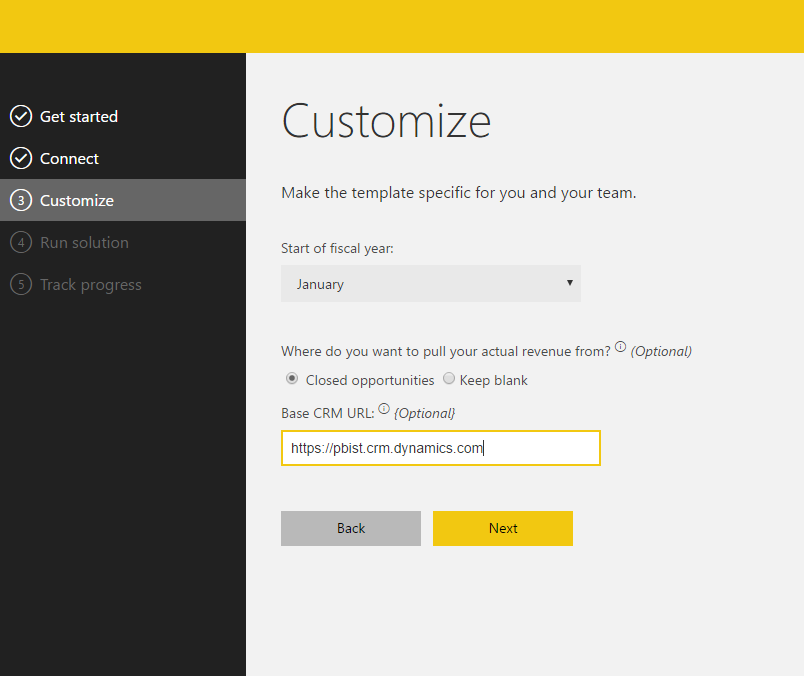 Get started
Connect
3 Customize
4 Run solution
5 Track progress
Customize
Make the template specific for you and your team.
Start of fiscal year:
January
Where do you want to pull your actual revenue from? (Optional)
Closed opportunities Keep blank
Base CRM URL: {Optional}
https://pbist.crm.dynamics.com
Back Next